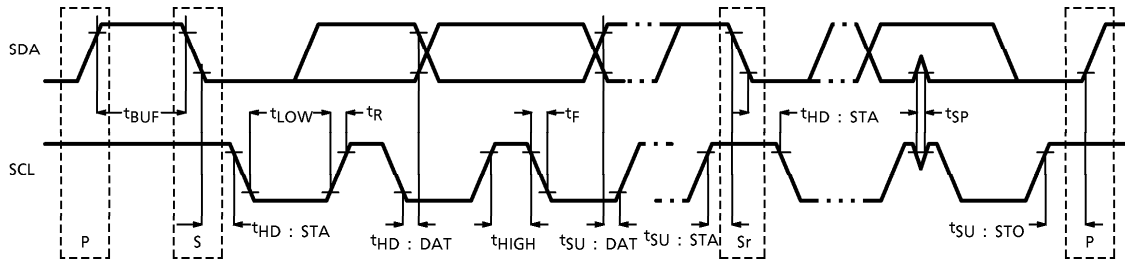 SDA
tBUF
tLOW
tR
tF
tHD : STA
tSP
SCL
tHD : STA
tHD : DAT
tHIGH
tSU : DAT
tSU : STA
tSU : STO
P
S
Sr
P